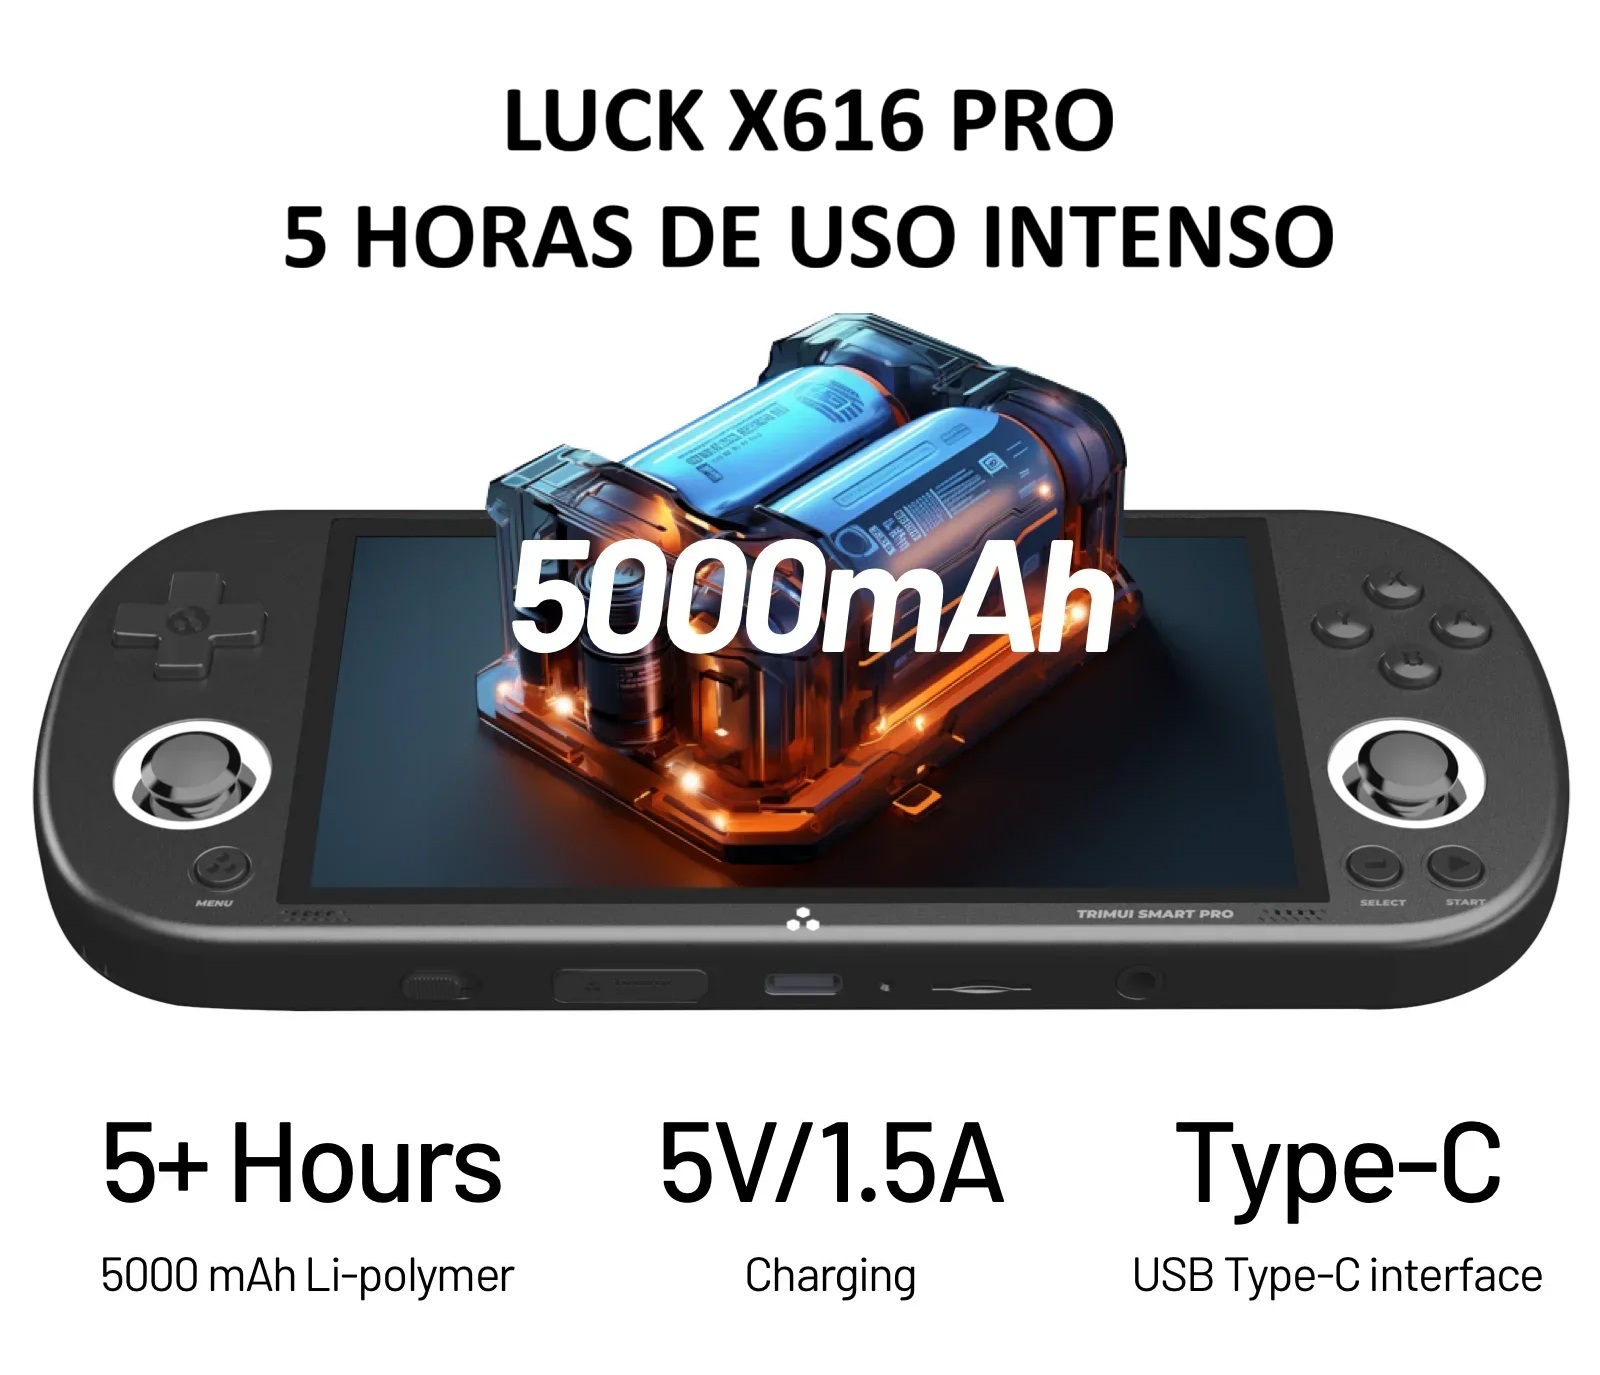 LUCK X616 PRO
5 HORAS DE USO INTENSO
5000mAh
X
Y
A
B
MENU
TRIMUI SMART PRO
SELECT
START
5+ Hours
5V/1.5A
Type-C
5000 mAh Li-polymer
Charging
USB Type-C interface